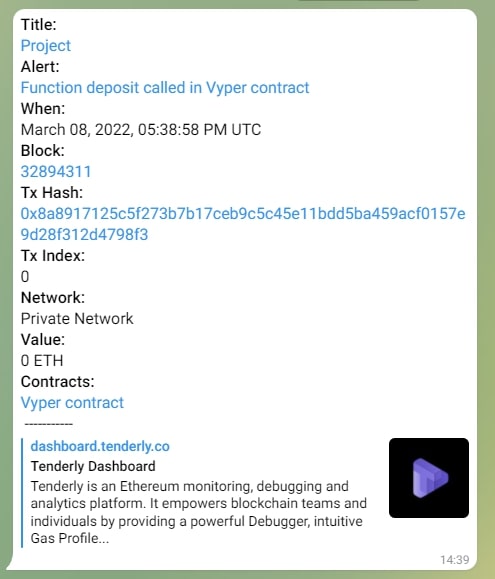 Title:
Project
Alert:
Function deposit called in Vyper contract
When:
March 08, 2022, 05:38:58 PM UTC
Block:
32894311
Tx Hash:
0x8a8917125c5f273b7b17ceb9c5c45e11bdd5ba459acf0157e
9d28f312d4798f3
Tx Index:
0
Network:
Private Network
Value:
0 ETH
Contracts:
Vyper contract
-----------
dashboard.tenderly.co
Tenderly Dashboard
Tenderly is an Ethereum monitoring, debugging and
analytics platform. It empowers blockchain teams and
individuals by providing a powerful Debugger, intuitive
Gas Profile...
14:39